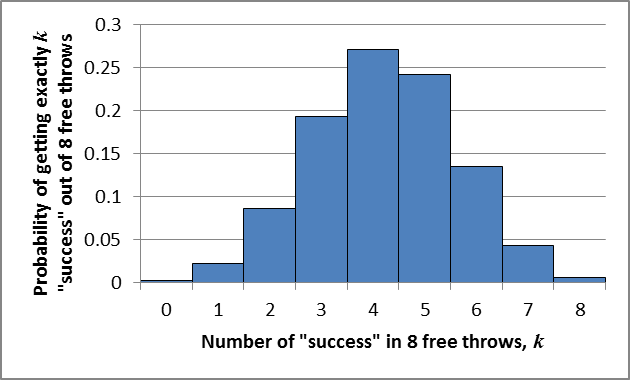 Probability of getting exactly k
"success" out of 8 free throws
0.3
0.25
0.2
0.15
0.1
0.05
0
0 1 2 3 4 5 6 7 8
Number of "success" in 8 free throws, k